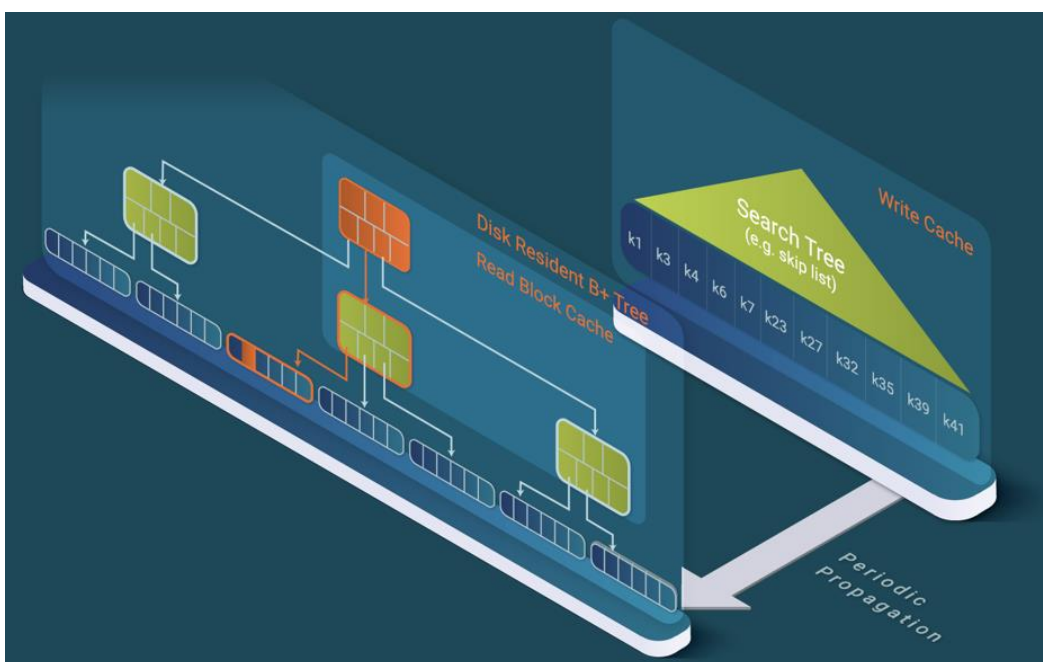 Disk Resident B+ Tree
Read Block Cache
Write Cache
Search Tree
(e.g. skip list)
k1
k3
k4
k6
k7
k23
k27
k32
k35
k39
k41
Periodic
Propagation